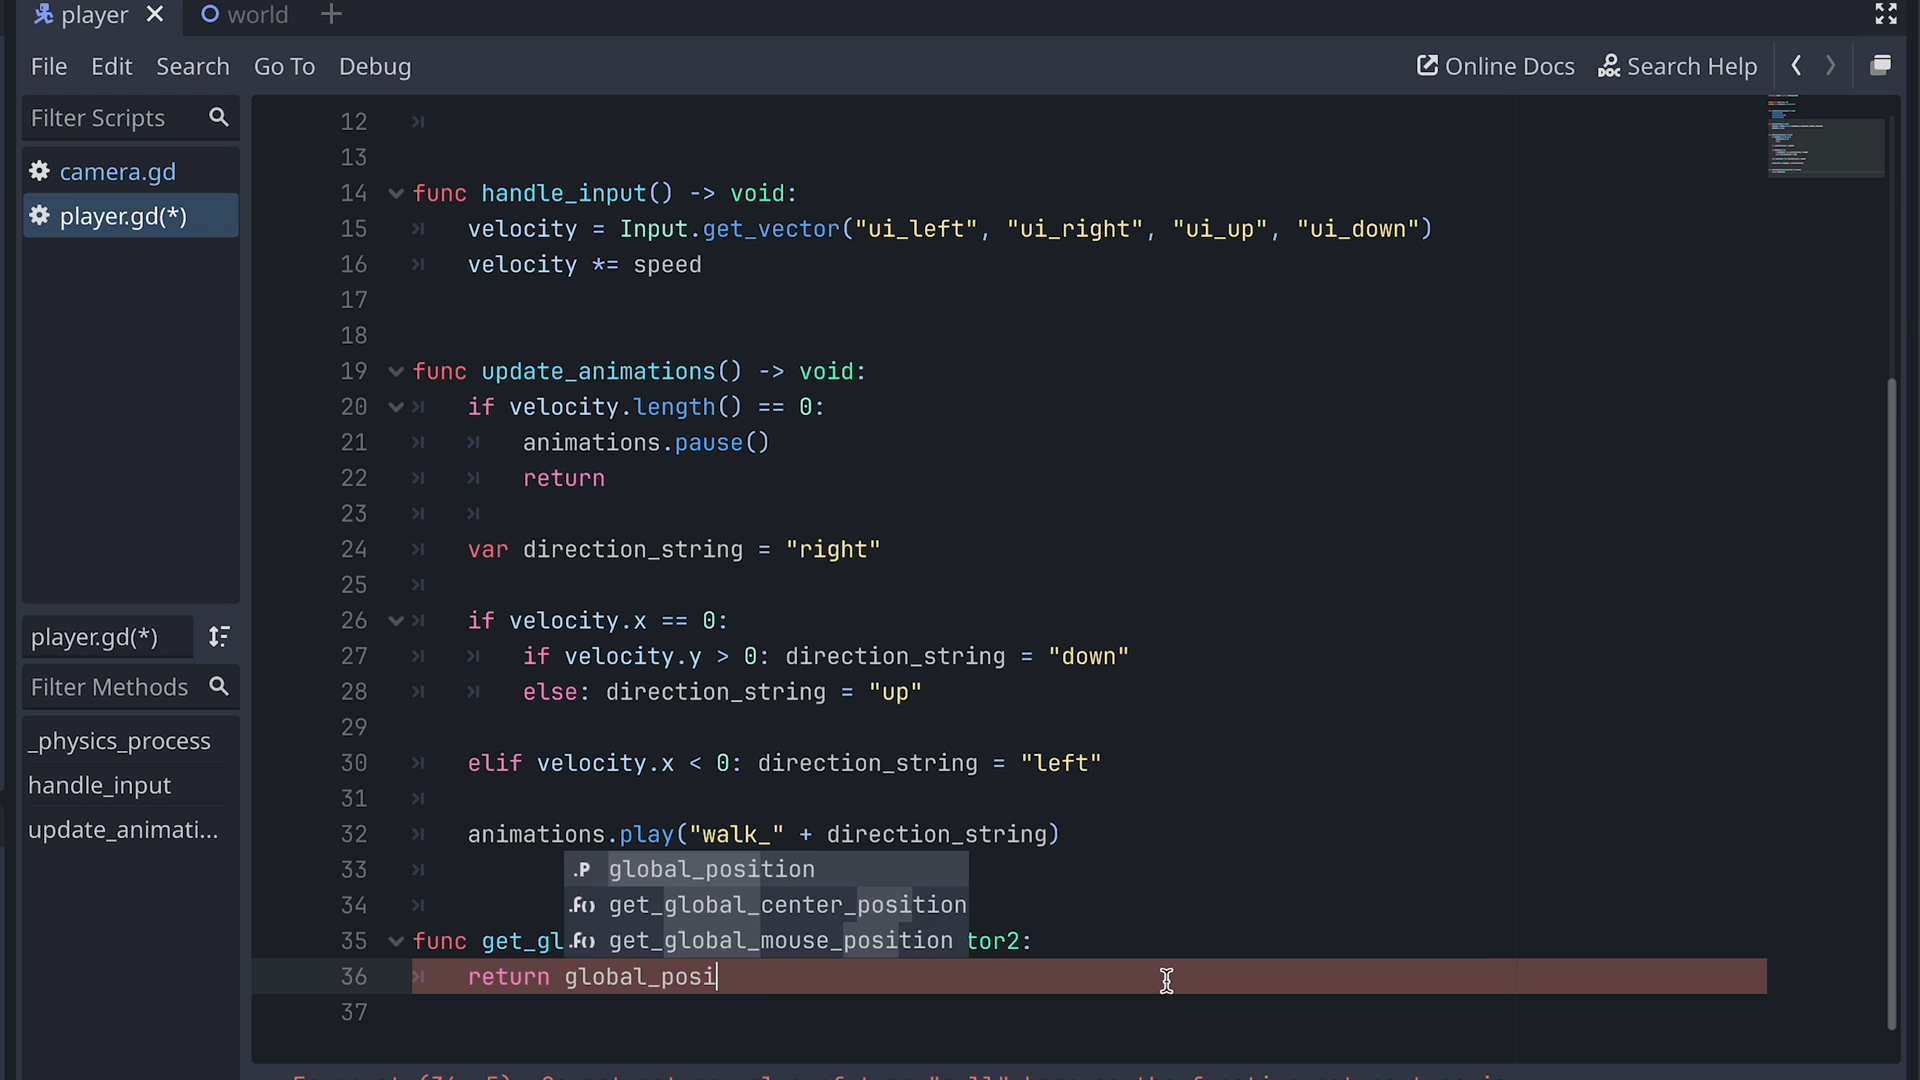 player world
File Edit Search Go To Debug Online Docs Search Help
Filter Scripts
camera.gd
player.gd(*)
player.gd(*)
Filter Methods
_physics_process
handle_input
update_animati...
12
13
14 func handle_input() -> void:
15 velocity = Input.get_vector("ui_left", "ui_right", "ui_up", "ui_down")
16 velocity *= speed
17
18
19 func update_animations() -> void:
20 if velocity.length() == 0:
21 animations.pause()
22 return
23
24 var direction_string = "right"
25
26 if velocity.x == 0:
27 if velocity.y > 0: direction_string = "down"
28 else: direction_string = "up"
29
30 elif velocity.x < 0: direction_string = "left"
31
32 animations.play("walk_" + direction_string)
33
34
35 func get_gl tor2:
36 return global_posi
37
.P global_position
.f() get_global_center_position
.f() get_global_mouse_position